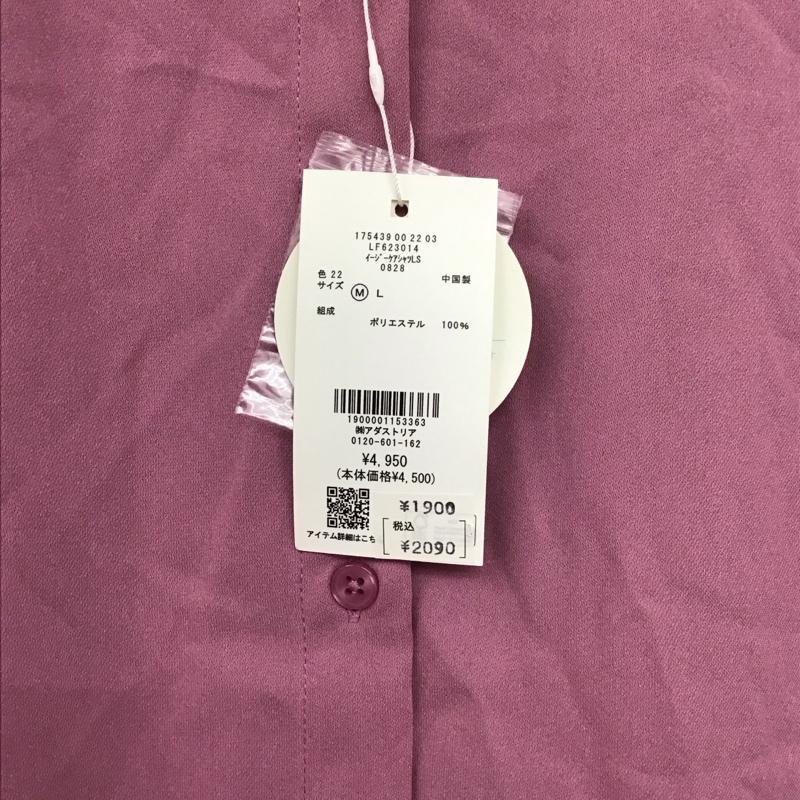 175439 00 22 03
LF623014
ｲｰｼﾞｰｹｱｼｬﾂLS
0828
色 22
中国製
サイズ Ⓜ L
組成
ポリエステル 100%
1900001153363
㈱アダストリア
0120-601-162
¥4,950
(本体価格¥4,500)
アイテム詳細はこち
¥1900
税込
¥2090